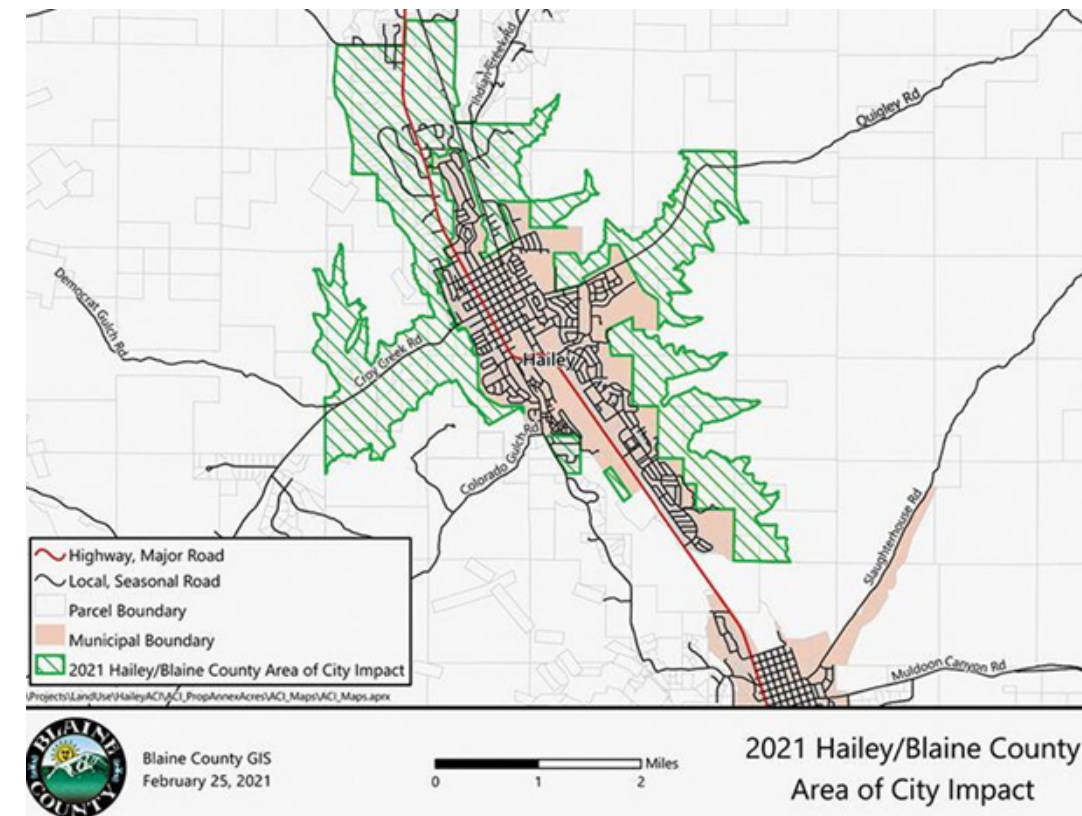 Indian Creek Rd
Quigley Rd
Democrat Gulch Rd
Croy Creek Rd
Hailey
Colorado Gulch Rd
Slaughterhouse Rd
Muldoon Canyon Rd
Highway, Major Road
Local, Seasonal Road
Parcel Boundary
Municipal Boundary
2021 Hailey/Blaine County Area of City Impact
\Projects\LandUse\HaileyACI\ACI_PropAnnexAcres\ACI_Maps\ACI_Maps.aprx
BLAINE
COUNTY
Blaine County GIS
February 25, 2021
Miles
0 1 2
2021 Hailey/Blaine County
Area of City Impact